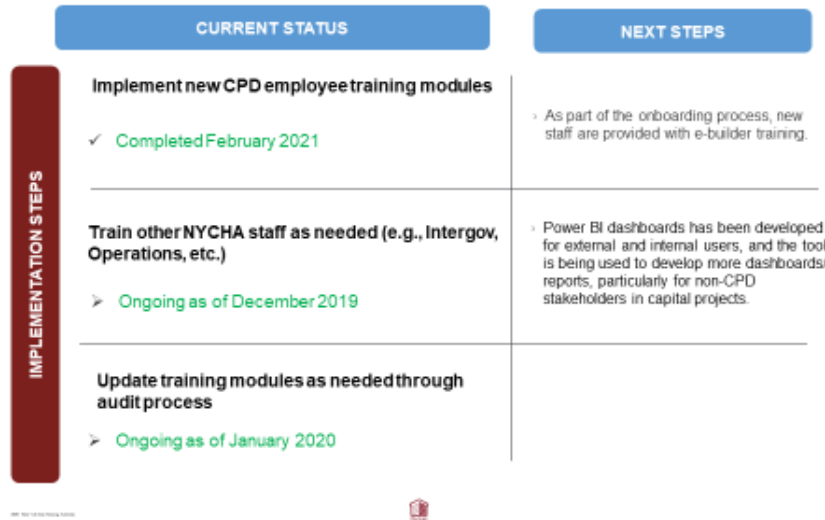 CURRENT STATUS
NEXT STEPS
IMPLEMENTATION STEPS
Implement new CPD employee training modules
✓ Completed February 2021
› As part of the onboarding process, new
staff are provided with e-builder training.
Train other NYCHA staff as needed (e.g., Intergov,
Operations, etc.)
➢ Ongoing as of December 2019
› Power BI dashboards has been developed
for external and internal users, and the tool
is being used to develop more dashboards/
reports, particularly for non-CPD
stakeholders in capital projects.
Update training modules as needed through
audit process
➢ Ongoing as of January 2020